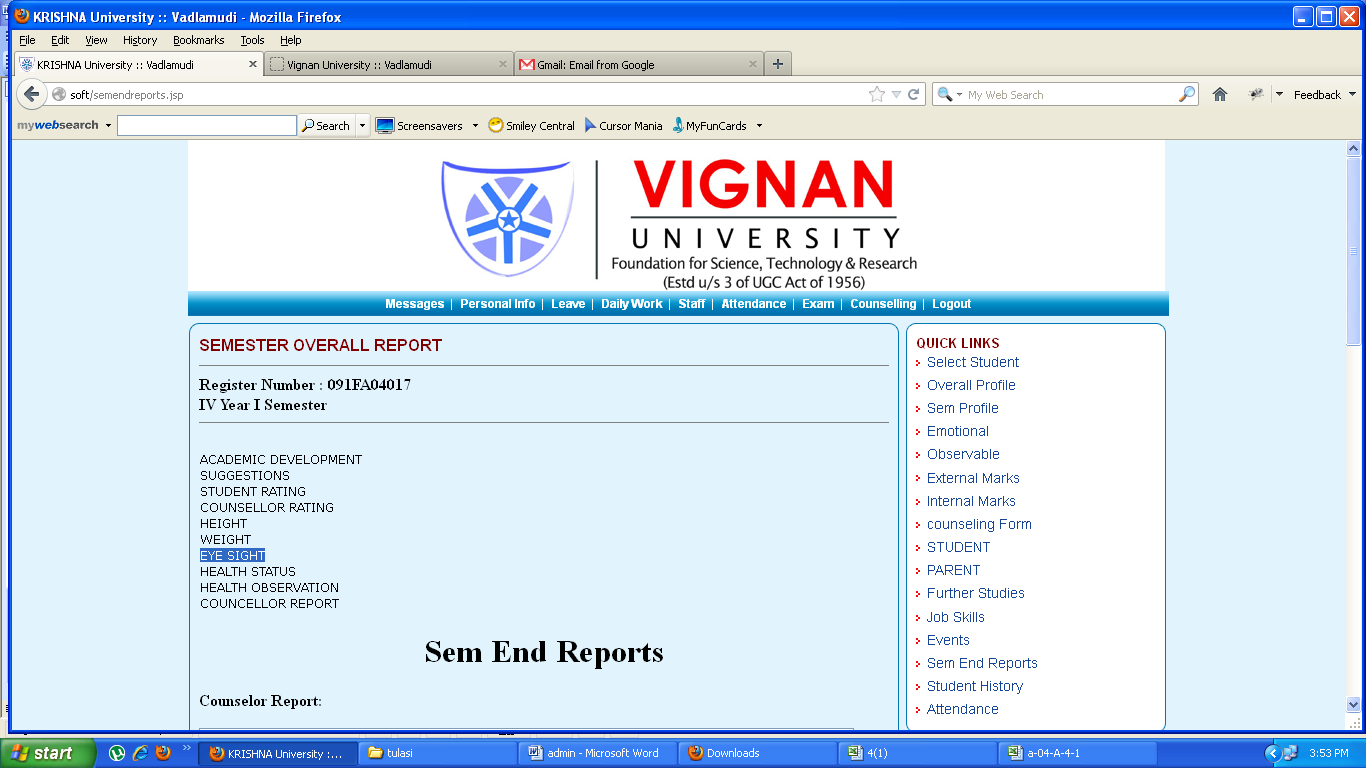 KRISHNA University :: Vadlamudi - Mozilla Firefox
File Edit View History Bookmarks Tools Help
KRISHNA University :: Vadlamudi Vignan University :: Vadlamudi Gmail: Email from Google
soft/semendreports.jsp My Web Search Feedback
mywebsearch Search Screensavers Smiley Central Cursor Mania MyFunCards
VIGNAN
UNIVERSITY
Foundation for Science, Technology & Research
(Estd u/s 3 of UGC Act of 1956)
Messages | Personal Info | Leave | Daily Work | Staff | Attendance | Exam | Counselling | Logout
SEMESTER OVERALL REPORT
Register Number : 091FA04017
IV Year I Semester
ACADEMIC DEVELOPMENT
SUGGESTIONS
STUDENT RATING
COUNSELLOR RATING
HEIGHT
WEIGHT
EYE SIGHT
HEALTH STATUS
HEALTH OBSERVATION
COUNCELLOR REPORT
Sem End Reports
Counselor Report:
QUICK LINKS
Select Student
Overall Profile
Sem Profile
Emotional
Observable
External Marks
Internal Marks
counseling Form
STUDENT
PARENT
Further Studies
Job Skills
Events
Sem End Reports
Student History
Attendance
start KRISHNA University :... tulasi admin - Microsoft Word Downloads 4(1) a-04-A-4-1 3:53 PM